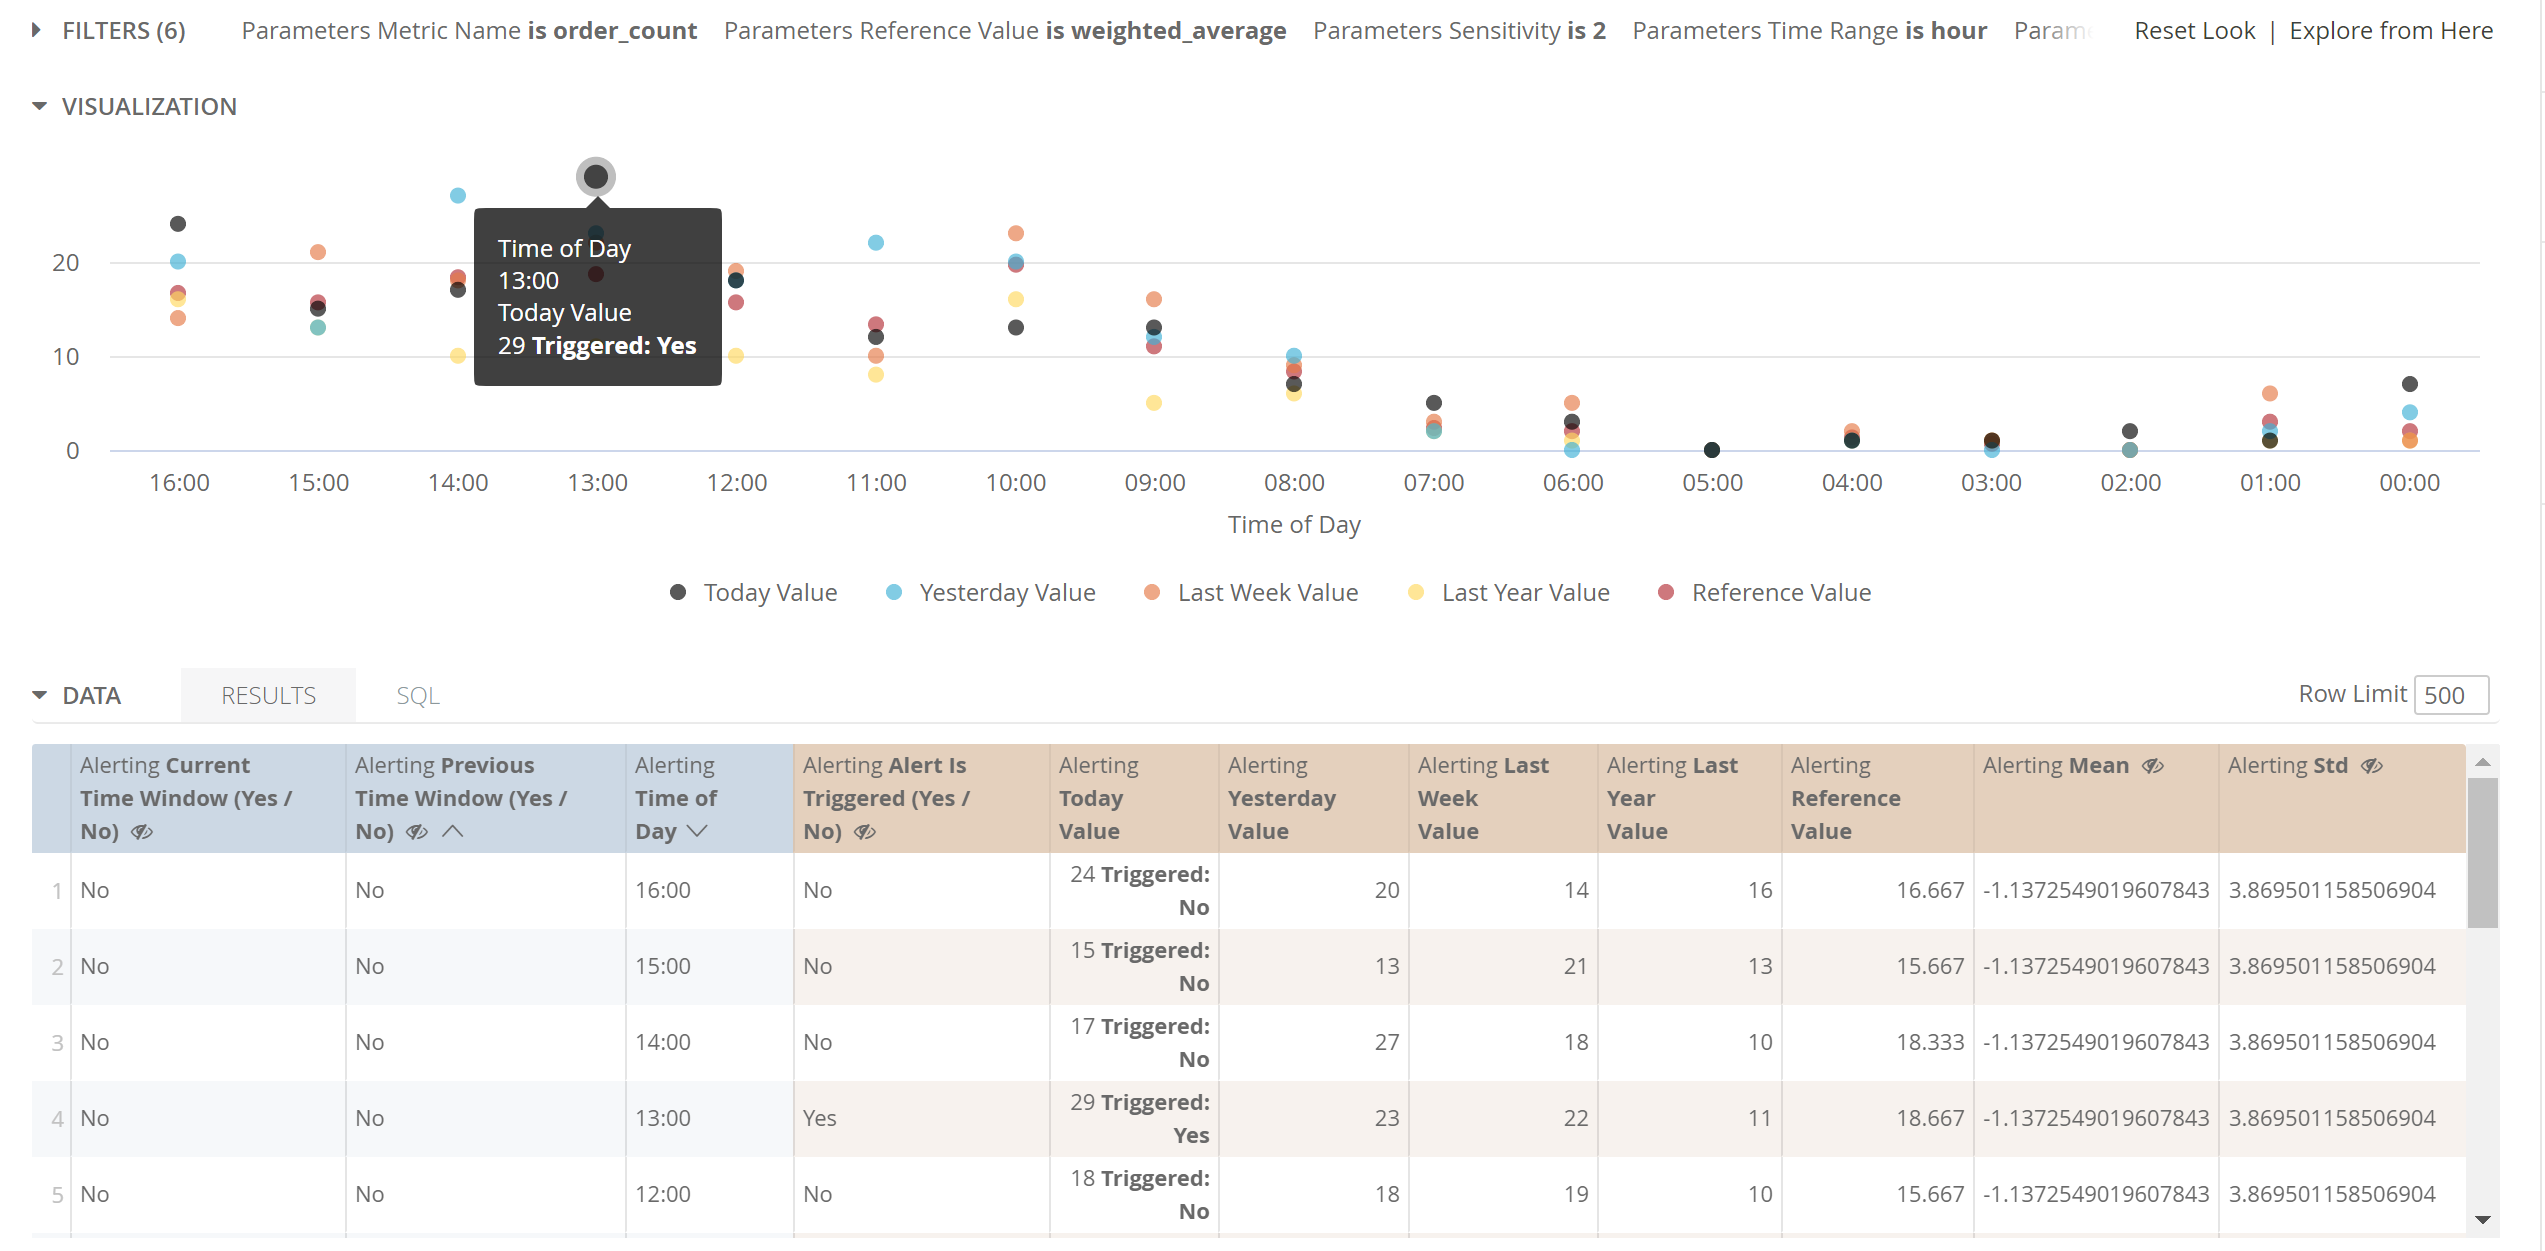 FILTERS (6) Parameters Metric Name is order_count Parameters Reference Value is weighted_average Parameters Sensitivity is 2 Parameters Time Range is hour Reset Look | Explore from Here
VISUALIZATION
Time of Day
13:00
Today Value
29 Triggered: Yes
20
10
0
16:00 15:00 14:00 13:00 12:00 11:00 10:00 09:00 08:00 07:00 06:00 05:00 04:00 03:00 02:00 01:00 00:00
Time of Day
Today Value Yesterday Value Last Week Value Last Year Value Reference Value
DATA RESULTS SQL Row Limit 500
Alerting Current Alerting Previous Alerting Alerting Alert Is Alerting Alerting Alerting Last Alerting Last Alerting Alerting Mean Alerting Std
Time Window (Yes / Time Window (Yes / Time of Triggered (Yes / Today Yesterday Week Year Reference
No) No) Day No) Value Value Value Value Value
1 No No 16:00 No 24 Triggered: No 20 14 16 16.667 -1.1372549019607843 3.869501158506904
2 No No 15:00 No 15 Triggered: No 13 21 13 15.667 -1.1372549019607843 3.869501158506904
3 No No 14:00 No 17 Triggered: No 27 18 10 18.333 -1.1372549019607843 3.869501158506904
4 No No 13:00 Yes 29 Triggered: Yes 23 22 11 18.667 -1.1372549019607843 3.869501158506904
5 No No 12:00 No 18 Triggered: No 18 19 10 15.667 -1.1372549019607843 3.869501158506904